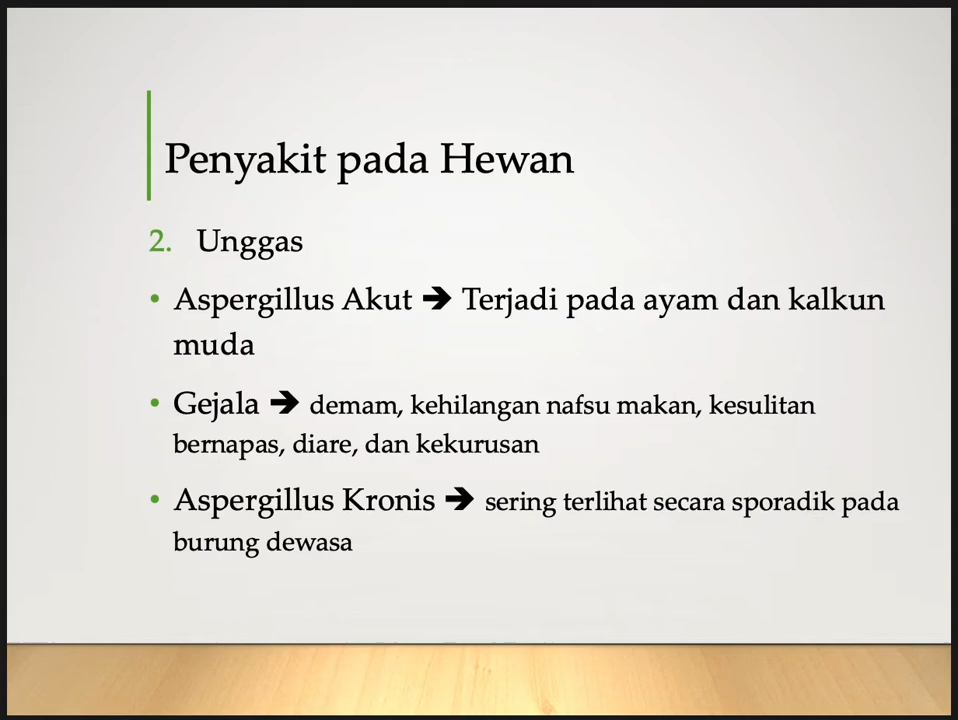 Penyakit pada Hewan
2. Unggas
• Aspergillus Akut ➔ Terjadi pada ayam dan kalkun
muda
• Gejala ➔ demam, kehilangan nafsu makan, kesulitan
bernapas, diare, dan kekurusan
• Aspergillus Kronis ➔ sering terlihat secara sporadik pada
burung dewasa